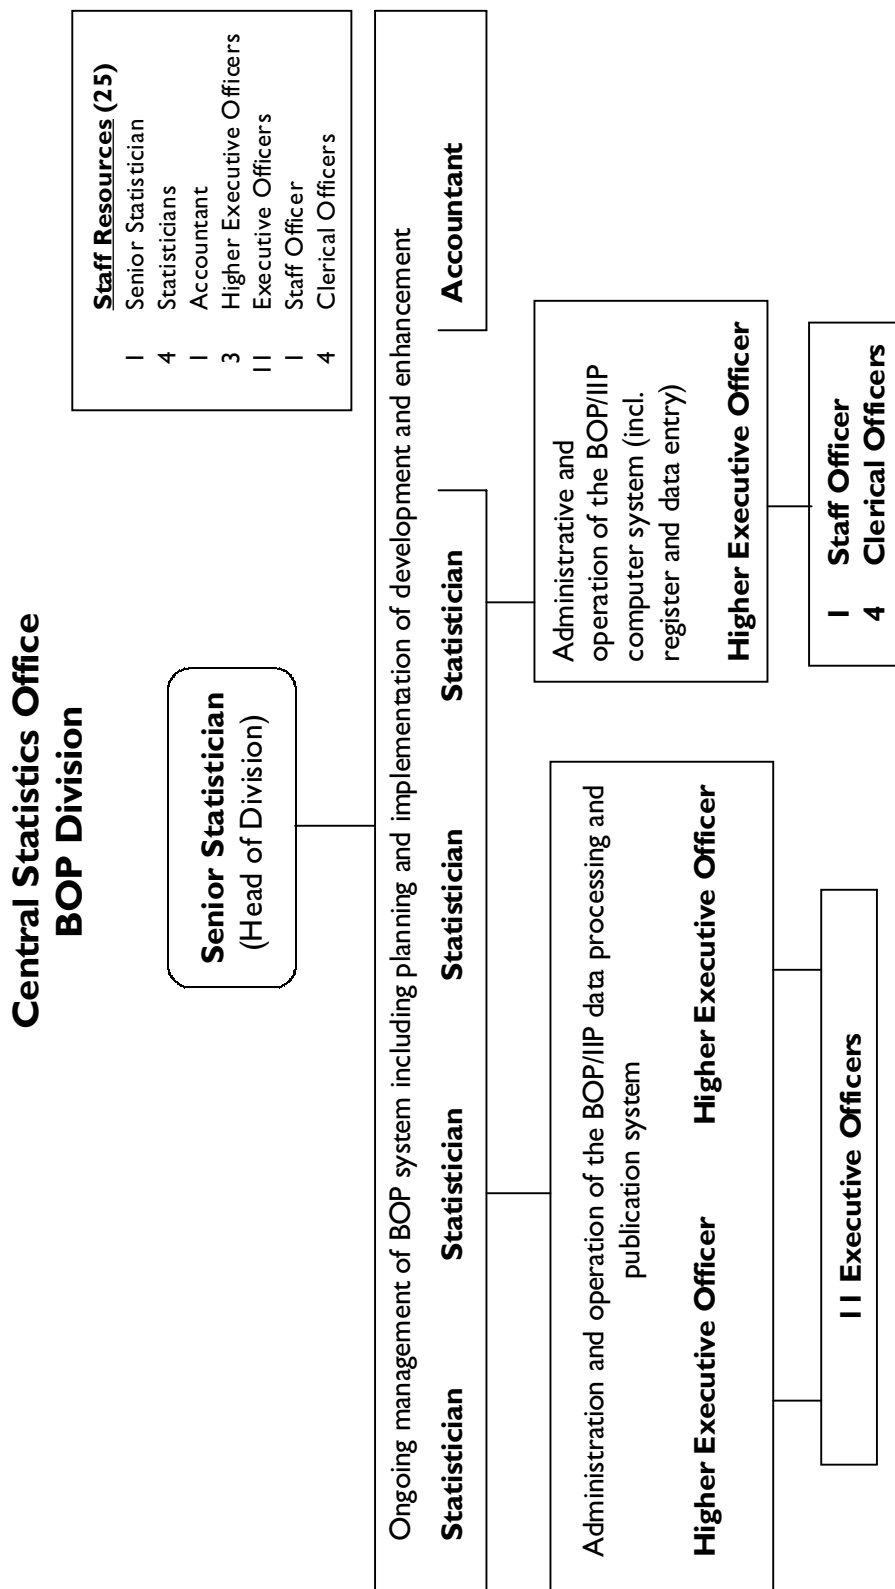 Central Statistics Office
BOP Division
Staff Resources (25)
1 Senior Statistician
4 Statisticians
1 Accountant
3 Higher Executive Officers
11 Executive Officers
1 Staff Officer
4 Clerical Officers
Senior Statistician
(Head of Division)
Ongoing management of BOP system including planning and implementation of development and enhancement
Statistician Statistician Statistician Statistician Accountant
Administration and operation of the BOP/IIP data processing and
publication system
Higher Executive Officer Higher Executive Officer
Administrative and
operation of the BOP/IIP
computer system (incl.
register and data entry)
Higher Executive Officer
11 Executive Officers
1 Staff Officer
4 Clerical Officers